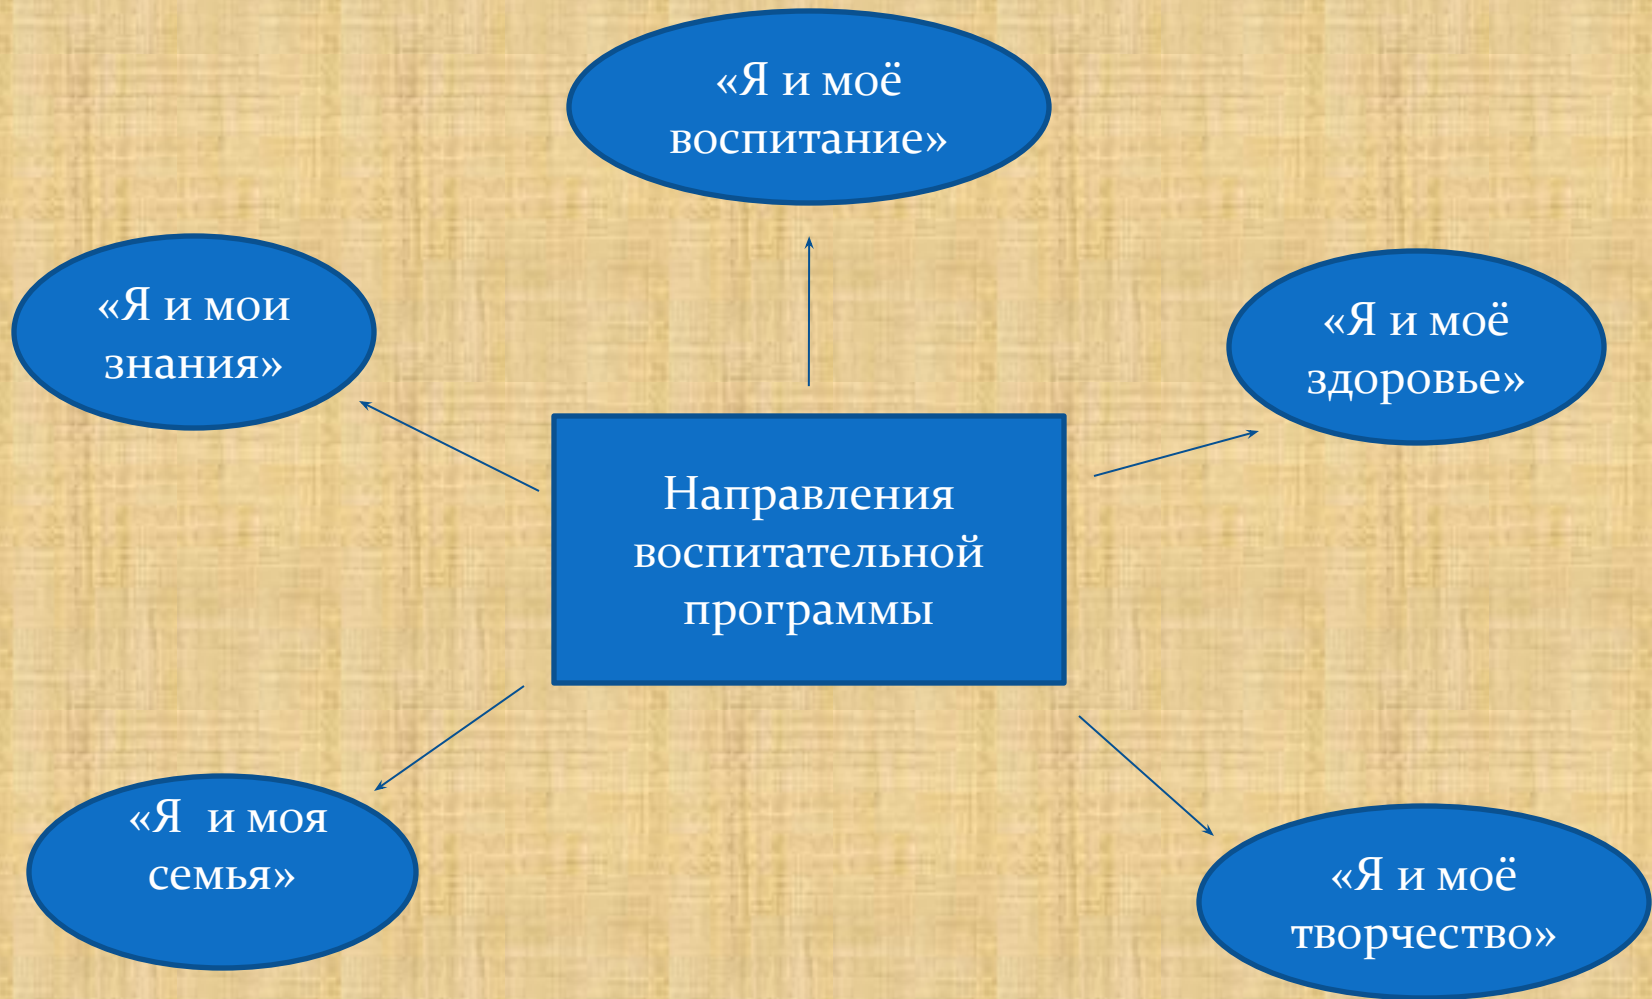 «Я и моё
воспитание»
«Я и мои
знания»
«Я и моё
здоровье»
Направления
воспитательной
программы
«Я  и моя
семья»
«Я и моё
творчество»